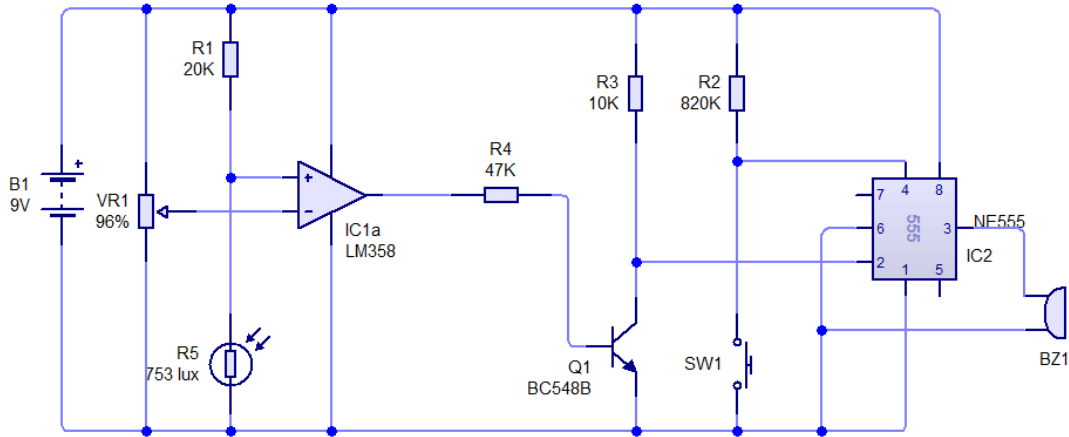 R1
20K
R3
10K
R2
820K
B1
9V
+
VR1
96%
+
−
IC1a
LM358
R4
47K
7
4
8
6
555
3
NE555
2
1
5
IC2
R5
753 lux
Q1
BC548B
SW1
BZ1